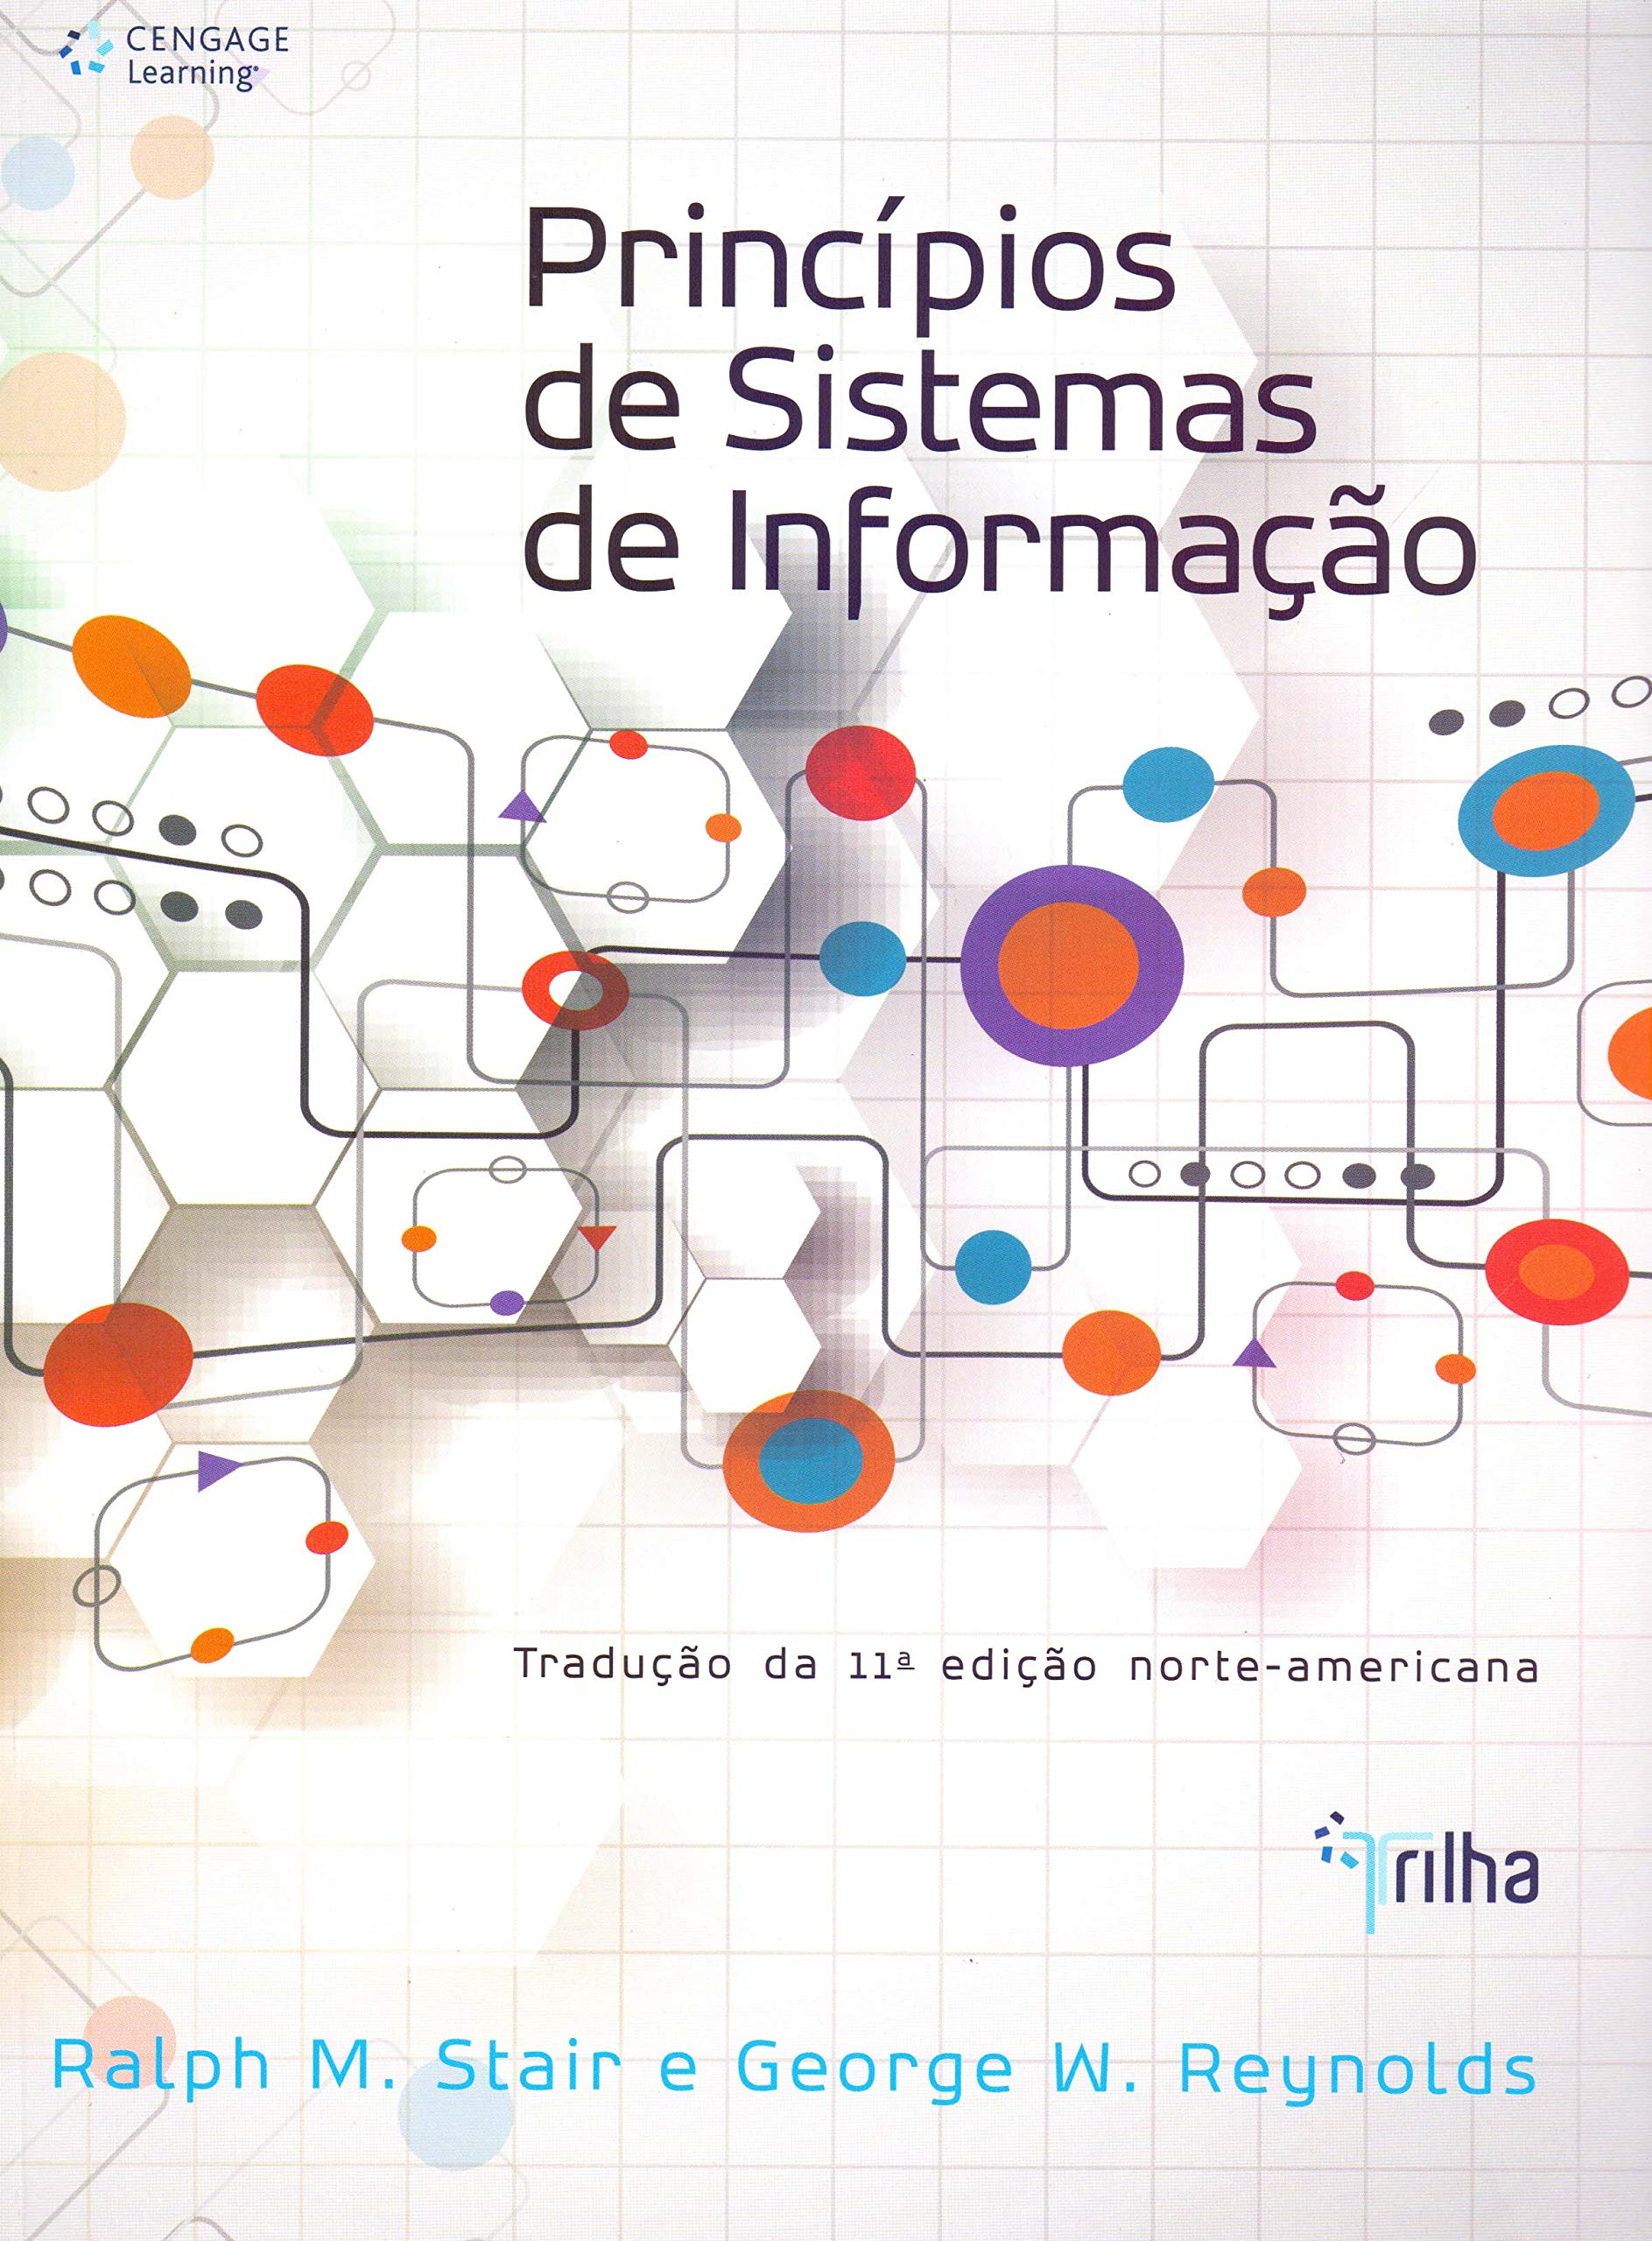 CENGAGE
Learning®
Princípios
de Sistemas
de Informação
Tradução da 11ª edição norte-americana
Trilha
Ralph M. Stair e George W. Reynolds